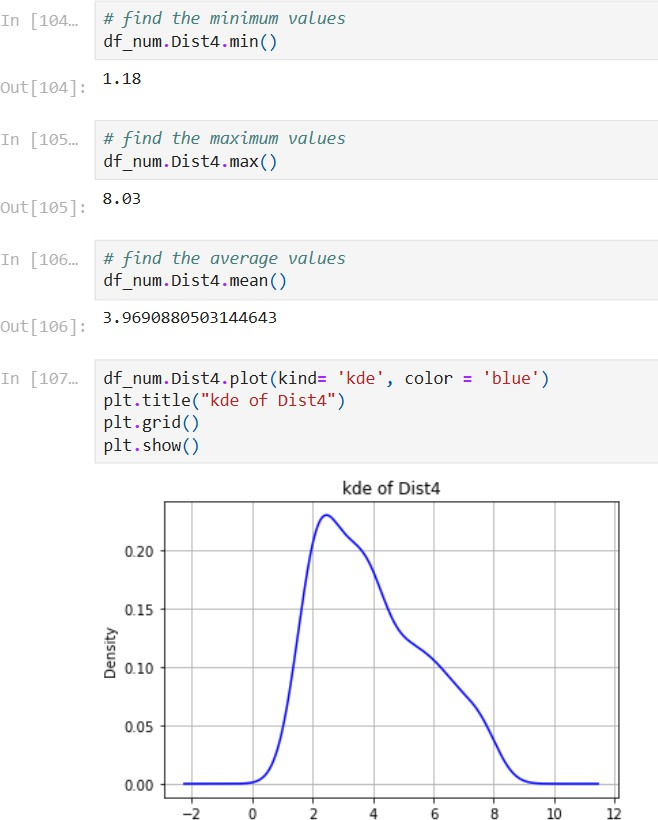 In [104…
# find the minimum values
df_num.Dist4.min()
Out[104]:
1.18
In [105…
# find the maximum values
df_num.Dist4.max()
Out[105]:
8.03
In [106…
# find the average values
df_num.Dist4.mean()
Out[106]:
3.9690880503144643
In [107…
df_num.Dist4.plot(kind= 'kde', color = 'blue')
plt.title("kde of Dist4")
plt.grid()
plt.show()
kde of Dist4
Density
0.20
0.15
0.10
0.05
0.00
−2 0 2 4 6 8 10 12